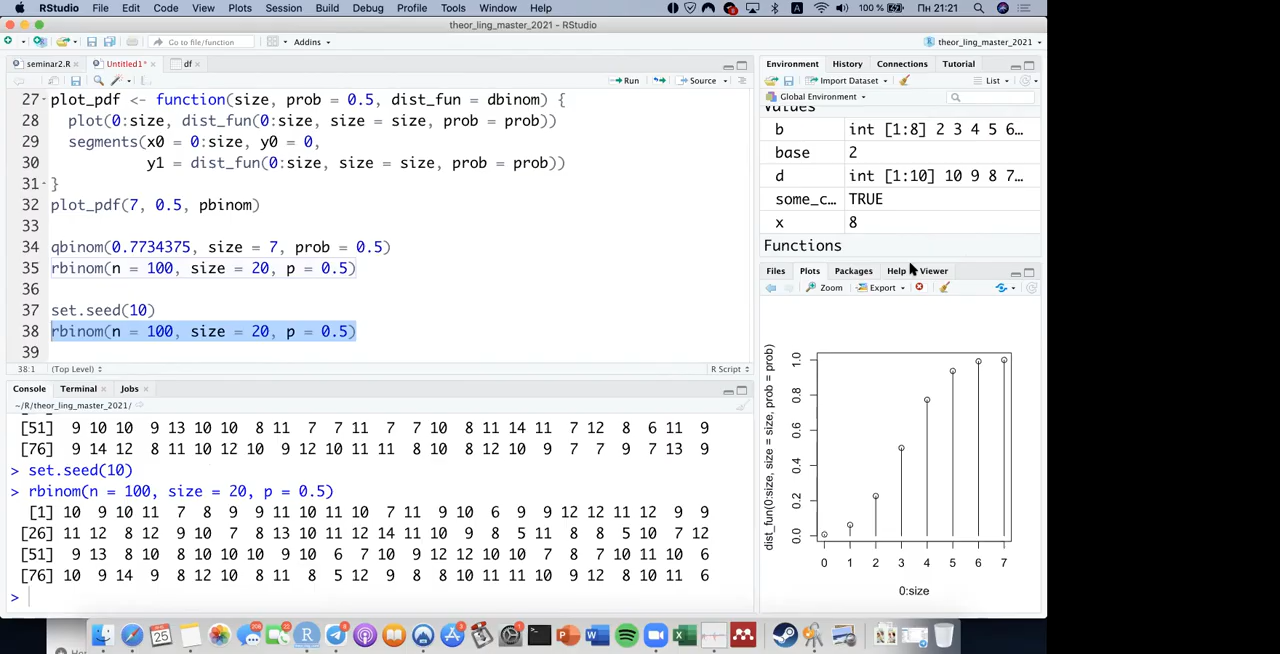 RStudio File Edit Code View Plots Session Build Debug Profile Tools Window Help 100 % Пн 21:21
theor_ling_master_2021 - RStudio
Go to file/function Addins theor_ling_master_2021
seminar2.R Untitled1* df
Run Source
27 plot_pdf <- function(size, prob = 0.5, dist_fun = dbinom) {
28 plot(0:size, dist_fun(0:size, size = size, prob = prob))
29 segments(x0 = 0:size, y0 = 0,
30 y1 = dist_fun(0:size, size = size, prob = prob))
31 }
32 plot_pdf(7, 0.5, pbinom)
33
34 qbinom(0.7734375, size = 7, prob = 0.5)
35 rbinom(n = 100, size = 20, p = 0.5)
36
37 set.seed(10)
38 rbinom(n = 100, size = 20, p = 0.5)
39
38:1 (Top Level) R Script
Console Terminal Jobs
~/R/theor_ling_master_2021/
[51] 9 10 10 9 13 10 10 8 11 7 7 11 7 7 10 8 11 14 11 7 12 8 6 11 9
[76] 9 14 12 8 11 10 12 10 9 12 10 11 11 8 10 8 12 10 9 7 7 9 7 13 9
> set.seed(10)
> rbinom(n = 100, size = 20, p = 0.5)
[1] 10 9 10 11 7 8 9 9 11 10 11 10 7 11 9 10 6 9 9 12 12 11 12 9 9
[26] 11 12 8 12 9 10 7 8 13 10 11 12 14 11 10 9 8 5 11 8 8 5 10 7 12
[51] 9 13 8 10 8 10 10 10 9 10 6 7 10 9 12 12 10 10 7 8 7 10 11 10 6
[76] 10 9 14 9 8 12 10 8 11 8 5 12 9 8 8 10 11 11 10 9 12 8 10 11 6
>
Environment History Connections Tutorial
Import Dataset List
Global Environment
Values
b int [1:8] 2 3 4 5 6…
base 2
d int [1:10] 10 9 8 7…
some_c… TRUE
x 8
Functions
Files Plots Packages Help Viewer
Zoom Export
dist_fun(0:size, size = size, prob = prob)
1.0
0.8
0.6
0.4
0.2
0.0
0 1 2 3 4 5 6 7
0:size